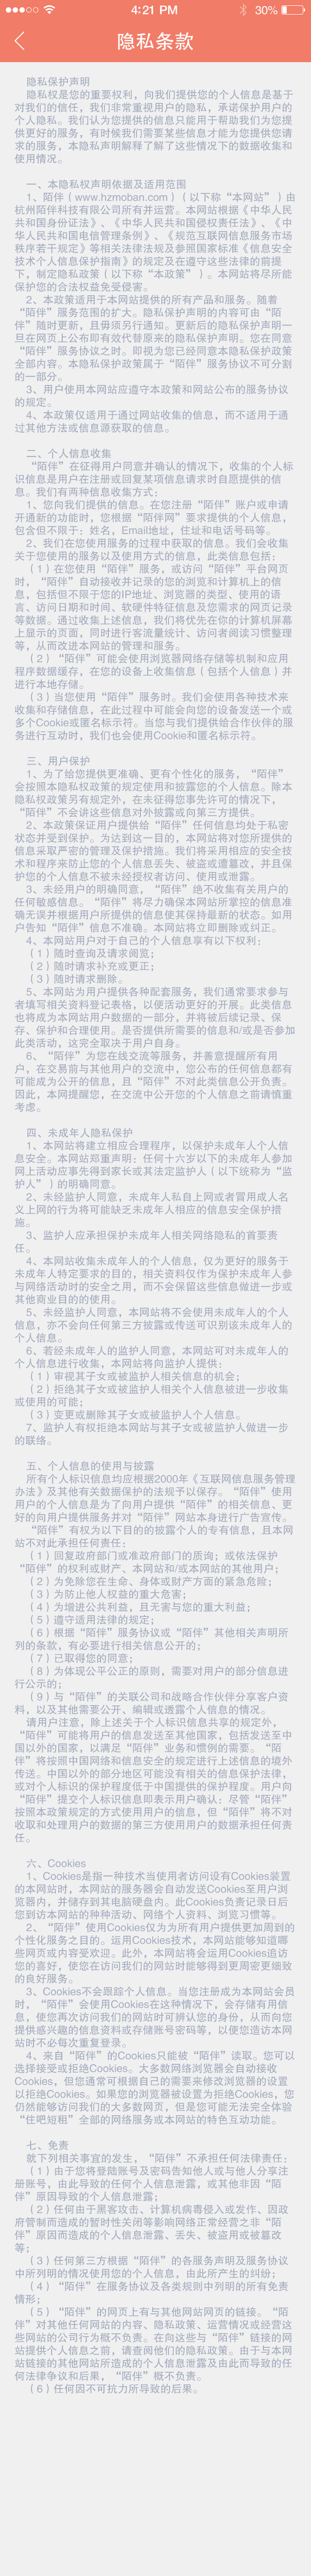 4:21 PM
30%
隐私条款
隐私保护声明
隐私权是您的重要权利，向我们提供您的个人信息是基于
对我们的信任，我们非常重视用户的隐私，承诺保护用户的
个人隐私。我们认为您提供的信息只能用于帮助我们为您提
供更好的服务，有时候我们需要某些信息才能为您提供您请
求的服务，本隐私声明解释了解了这些情况下的数据收集和
使用情况。
一、本隐私权声明依据及适用范围
1、陌伴（www.hzmoban.com）（以下称“本网站”）由
杭州陌伴科技有限公司所有并运营。本网站根据《中华人民
共和国身份证法》、《中华人民共和国侵权责任法》、《中
华人民共和国电信管理条例》、《规范互联网信息服务市场
秩序若干规定》等相关法律法规及参照国家标准《信息安全
技术个人信息保护指南》的规定及在遵守这些法律的前提
下，制定隐私政策（以下称“本政策”）。本网站将尽所能
保护您的合法权益免受侵害。
2、本政策适用于本网站提供的所有产品和服务。随着
“陌伴”服务范围的扩大。隐私保护声明的内容可由“陌
伴”随时更新，且毋须另行通知。更新后的隐私保护声明一
旦在网页上公布即有效代替原来的隐私保护声明。您在同意
“陌伴”服务协议之时。即视为您已经同意本隐私保护政策
全部内容。本隐私保护政策属于“陌伴”服务协议不可分割
的一部分。
3、用户使用本网站应遵守本政策和网站公布的服务协议
的规定。
4、本政策仅适用于通过网站收集的信息，而不适用于通
过其他方法或信息源获取的信息。
二、个人信息收集
“陌伴”在征得用户同意并确认的情况下，收集的个人标
识信息是用户在注册或回复某项信息请求时自愿提供的信
息。我们有两种信息收集方式：
1、您向我们提供的信息。在您注册“陌伴”账户或申请
开通新的功能时，您根据“陌伴网”要求提供的个人信息，
包含但不限于：姓名，Email地址，住址和电话号码等。
2、我们在您使用服务的过程中获取的信息。我们会收集
关于您使用的服务以及使用方式的信息，此类信息包括：
（1）在您使用“陌伴”服务，或访问“陌伴”平台网页
时，“陌伴”自动接收并记录的您的浏览和计算机上的信
息，包括但不限于您的IP地址、浏览器的类型、使用的语
言、访问日期和时间、软硬件特征信息及您需求的网页记录
等数据。通过收集上述信息，我们将优先在你的计算机屏幕
上显示的页面，同时进行客流量统计、访问者阅读习惯整理
等，从而改进本网站的管理和服务。
（2）“陌伴”可能会使用浏览器网络存储等机制和应用
程序数据缓存，在您的设备上收集信息（包括个人信息）并
进行本地存储。
（3）当您使用“陌伴”服务时。我们会使用各种技术来
收集和存储信息，在此过程中可能会向您的设备发送一个或
多个Cookie或匿名标示符。当您与我们提供给合作伙伴的服
务进行互动时，我们也会使用Cookie和匿名标示符。
三、用户保护
1、为了给您提供更准确、更有个性化的服务，“陌伴”
会按照本隐私权政策的规定使用和披露您的个人信息。除本
隐私权政策另有规定外，在未征得您事先许可的情况下，
“陌伴”不会讲这些信息对外披露或向第三方提供。
2、本政策保证用户提供给“陌伴”任何信息均处于私密
状态并受到保护。为达到这一目的，本网站将对您所提供的
信息采取严密的管理及保护措施。我们将采用相应的安全技
术和程序来防止您的个人信息丢失、被盗或遭篡改，并且保
护您的个人信息不被未经授权者访问、使用或泄露。
3、未经用户的明确同意，“陌伴”绝不收集有关用户的
任何敏感信息。“陌伴”将尽力确保本网站所掌控的信息准
确无误并根据用户所提供的信息使其保持最新的状态。如用
户告知“陌伴”信息不准确。本网站将立即删除或纠正。
4、本网站用户对于自己的个人信息享有以下权利：
（1）随时查询及请求阅览；
（2）随时请求补充或更正；
（3）随时请求删除。
5、本网站为用户提供各种配套服务，我们通常要求参与
者填写相关资料登记表格，以便活动更好的开展。此类信息
也将成为本网站用户数据的一部分，并将被后续记录、保
存、保护和合理使用。是否提供所需要的信息和/或是否参加
此类活动，这完全取决于用户自身。
6、“陌伴”为您在线交流等服务，并善意提醒所有用
户，在交易前与其他用户的交流中，您公布的任何信息都有
可能成为公开的信息，且“陌伴”不对此类信息公开负责。
因此，本网提醒您，在交流中公开您的个人信息之前请慎重
考虑。
四、未成年人隐私保护
1、本网站将建立相应合理程序，以保护未成年人个人信
息安全。本网站郑重声明：任何十六岁以下的未成年人参加
网上活动应事先得到家长或其法定监护人（以下统称为“监
护人”）的明确同意。
2、未经监护人同意，未成年人私自上网或者冒用成人名
义上网的行为将可能缺乏未成年人相应的信息安全保护措
施。
3、监护人应承担保护未成年人相关网络隐私的首要责
任。
4、本网站收集未成年人的个人信息，仅为更好的服务于
未成年人特定要求的目的，相关资料仅作为保护未成年人参
与网络活动时的安全之用，而不会保留这些信息做进一步或
其他商业目的的使用。
5、未经监护人同意，本网站将不会使用未成年人的个人
信息，亦不会向任何第三方披露或传送可识别该未成年人的
个人信息。
6、若经未成年人的监护人同意，本网站可对未成年人的
个人信息进行收集，本网站将向监护人提供：
（1）审视其子女或被监护人相关信息的机会；
（2）拒绝其子女或被监护人相关个人信息被进一步收集
或使用的可能；
（3）变更或删除其子女或被监护人个人信息。
7、监护人有权拒绝本网站与其子女或被监护人做进一步
的联络。
五、个人信息的使用与披露
所有个人标识信息均应根据2000年《互联网信息服务管理
办法》及其他有关数据保护的法规予以保存。“陌伴”使用
用户的个人信息是为了向用户提供“陌伴”的相关信息、更
好的向用户提供服务并对“陌伴”网站本身进行广告宣传。
“陌伴”有权为以下目的的披露个人的专有信息，且本网
站不对此承担任何责任：
（1）回复政府部门或准政府部门的质询；或依法保护
“陌伴”的权利或财产、本网站和/或本网站的其他用户；
（2）为免除您在生命、身体或财产方面的紧急危险；
（3）为防止他人权益的重大危害；
（4）为增进公共利益，且无害与您的重大利益；
（5）遵守适用法律的规定；
（6）根据“陌伴”服务协议或“陌伴”其他相关声明所
列的条款，有必要进行相关信息公开的；
（7）已取得您的同意；
（8）为体现公平公正的原则，需要对用户的部分信息进
行公示的；
（9）与“陌伴”的关联公司和战略合作伙伴分享客户资
料，以及其他需要公开、编辑或透露个人信息的情况。
请用户注意，除上述关于个人标识信息共享的规定外，
“陌伴”可能将用户的信息发送至其他国家，包括发送至中
国以外的国家，以满足“陌伴”业务和惯例的需要。“陌
伴”将按照中国网络和信息安全的规定进行上述信息的境外
传送。中国以外的部分地区可能没有相关的信息保护法律，
或对个人标识的保护程度低于中国提供的保护程度。用户向
“陌伴”提交个人标识信息即表示用户确认：尽管“陌伴”
按照本政策规定的方式使用用户的信息，但“陌伴”将不对
收取和处理用户的数据的第三方使用用户的数据承担任何责
任。
六、Cookies
1、Cookies是指一种技术当使用者访问设有Cookies装置
的本网站时，本网站的服务器会自动发送Cookies至用户浏
览器内，并储存到其电脑硬盘内。此Cookies负责记录日后
您到访本网站的种种活动、网络个人资料、浏览习惯等。
2、“陌伴”使用Cookies仅为为所有用户提供更加周到的
个性化服务之目的。运用Cookies技术，本网站能够知道哪
些网页或内容受欢迎。此外，本网站将会运用Cookies追访
您的喜好，使您在访问我们的网站时能够得到更周密更细致
的良好服务。
3、Cookies不会跟踪个人信息。当您注册成为本网站会员
时，“陌伴”会使用Cookies在这种情况下，会存储有用信
息，使您再次访问我们的网站时可辨认您的身份，从而向您
提供感兴趣的信息资料或存储账号密码等，以便您造访本网
站时不必每次重复登录。
4、来自“陌伴”的Cookies只能被“陌伴”读取。您可以
选择接受或拒绝Cookies。大多数网络浏览器会自动接收
Cookies，但您通常可根据自己的需要来修改浏览器的设置
以拒绝Cookies。如果您的浏览器被设置为拒绝Cookies，您
仍然能够访问我们的大多数网页，但是您可能无法完全体验
“佳吧短租”全部的网络服务或本网站的特色互动功能。
七、免责
就下列相关事宜的发生，“陌伴”不承担任何法律责任：
（1）由于您将登陆账号及密码告知他人或与他人分享注
册账号，由此导致的任何个人信息泄露，或其他非因“陌
伴”原因导致的个人信息泄露；
（2）任何由于黑客攻击、计算机病毒侵入或发作、因政
府管制而造成的暂时性关闭等影响网络正常经营之非“陌
伴”原因而造成的个人信息泄露、丢失、被盗用或被篡改
等；
（3）任何第三方根据“陌伴”的各服务声明及服务协议
中所列明的情况使用您的个人信息，由此所产生的纠纷；
（4）“陌伴”在服务协议及各类规则中列明的所有免责
情形；
（5）“陌伴”的网页上有与其他网站网页的链接。“陌
伴”对其他任何网站的内容、隐私政策、运营情况或经营这
些网站的公司行为概不负责。在向这些与“陌伴”链接的网
站提供个人信息之前，请查阅他们的隐私政策。由于与本网
站链接的其他网站所造成的个人信息泄露及由此而导致的任
何法律争议和后果，“陌伴”概不负责。
（6）任何因不可抗力所导致的后果。